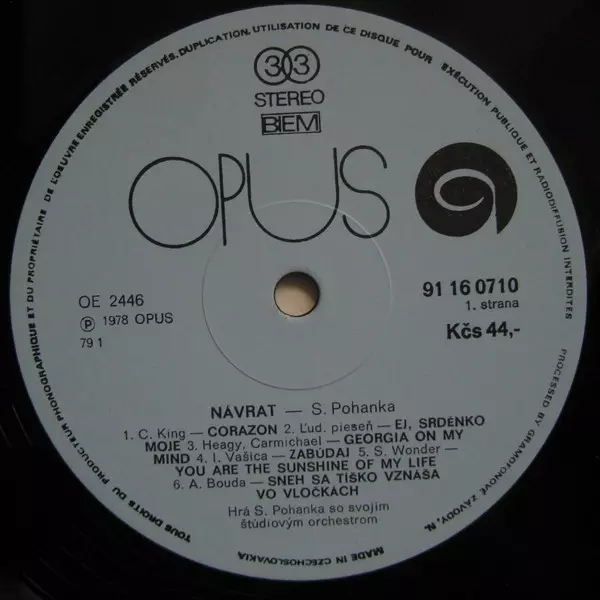 TOUS DROITS DU PRODUCTEUR PHONOGRAPHIQUE ET DU PROPRIÉTAIRE DE L'OEUVRE ENREGISTRÉE RÉSERVÉS. DUPLICATION, UTILISATION DE CE DISQUE POUR EXÉCUTION PUBLIQUE ET RADIODIFFUSION INTERDITES
PROCESSED BY GRAMOFONOVÉ ZÁVODY, N.
MADE IN CZECHOSLOVAKIA
33
STEREO
BIEM
OPUS
OE 2446
℗ 1978 OPUS
79 1
91 16 0710
1. strana
Kčs 44,-
NÁVRAT — S. Pohanka
1. C. King — CORAZON 2. Ľud. pieseň — EJ, SRDENKO
MOJE 3. Heagy, Carmichael — GEORGIA ON MY
MIND 4. I. Vašica — ZABÚDAJ 5. S. Wonder —
YOU ARE THE SUNSHINE OF MY LIFE
6. A. Bouda — SNEH SA TÍŠKO VZNÁŠA
VO VLOČKÁCH
Hrá S. Pohanka so svojím
štúdiovým orchestrom